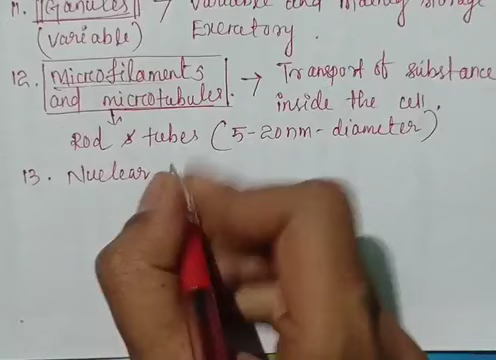 11. Ganules → Variable and mainly storage
(variable) Excretory.
12. Microfilaments → Transport of substance
and microtubules. inside the cell.
Rod & tubes (5-20nm-diameter)
13. Nuclear